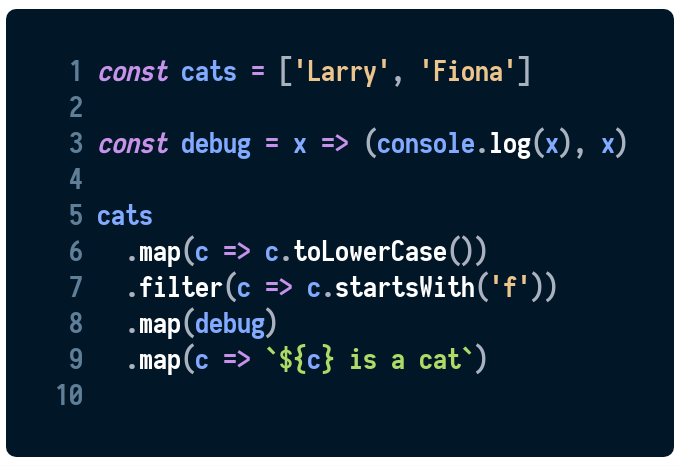 1 const cats = ['Larry', 'Fiona']
2
3 const debug = x => (console.log(x), x)
4
5 cats
6   .map(c => c.toLowerCase())
7   .filter(c => c.startsWith('f'))
8   .map(debug)
9   .map(c => `${c} is a cat`)
10